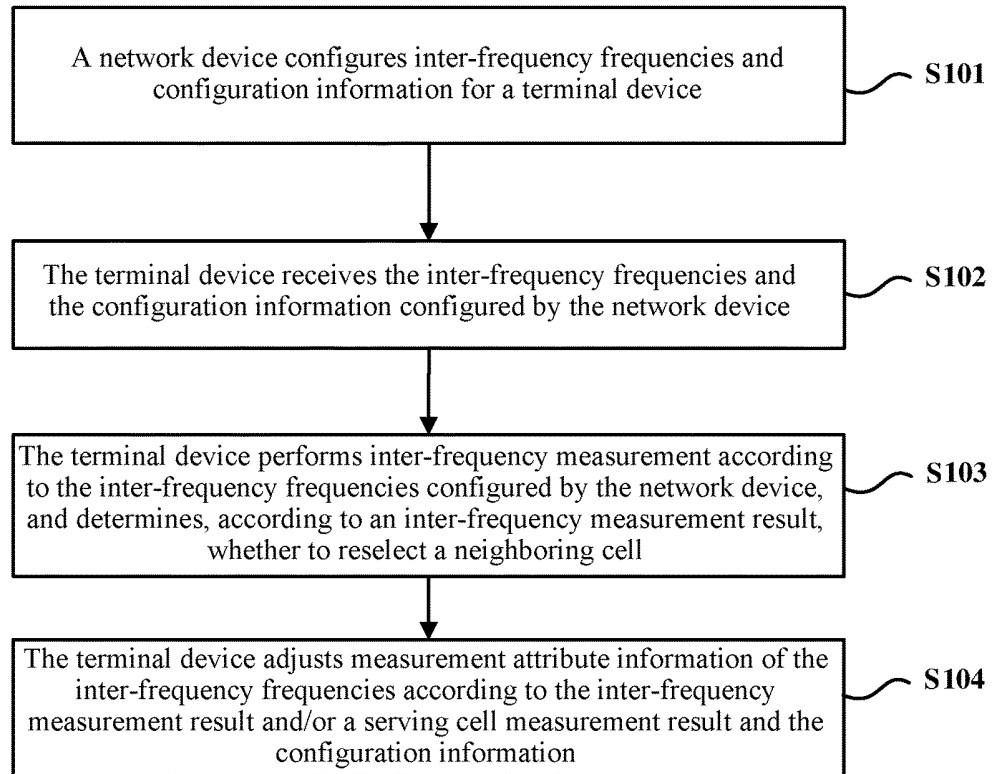 A network device configures inter-frequency frequencies and
configuration information for a terminal device
S101
The terminal device receives the inter-frequency frequencies and
the configuration information configured by the network device
S102
The terminal device performs inter-frequency measurement according
to the inter-frequency frequencies configured by the network device,
and determines, according to an inter-frequency measurement result,
whether to reselect a neighboring cell
S103
The terminal device adjusts measurement attribute information of the
inter-frequency frequencies according to the inter-frequency
measurement result and/or a serving cell measurement result and the
configuration information
S104